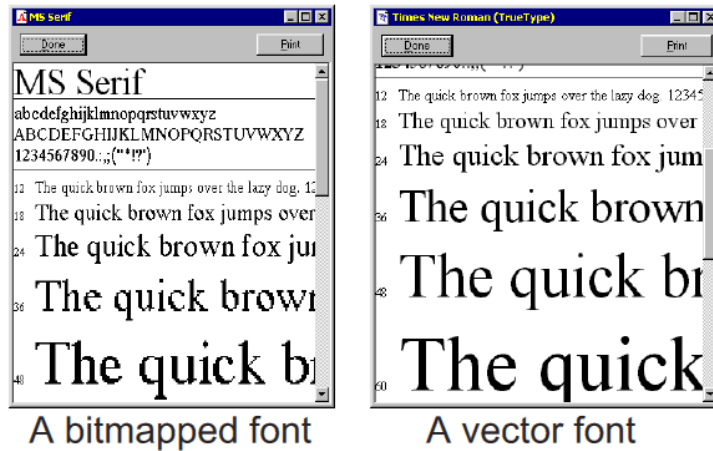 MS Serif
Done Print
MS Serif
abcdefghijklmnopqrstuvwxyz
ABCDEFGHIJKLMNOPQRSTUVWXYZ
1234567890.:,;("*!?')
12 The quick brown fox jumps over the lazy dog. 12
18 The quick brown fox jumps over
24 The quick brown fox ju
36 The quick brow
48 The quick b
A bitmapped font
Times New Roman (TrueType)
Done Print
12 The quick brown fox jumps over the lazy dog. 12345
18 The quick brown fox jumps over
24 The quick brown fox jum
36 The quick brown
48 The quick br
60 The quick
A vector font